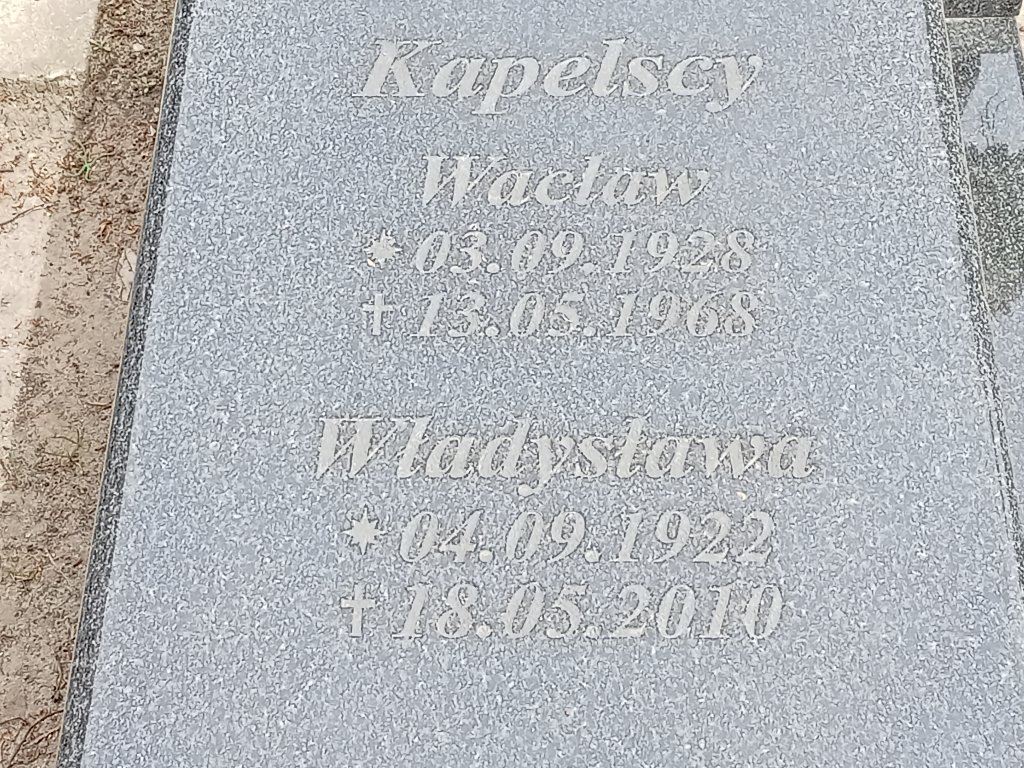 Kapelscy
Wacław
* 03.09.1928
† 13.05.1968
Władysława
* 04.09.1922
† 18.05.2010